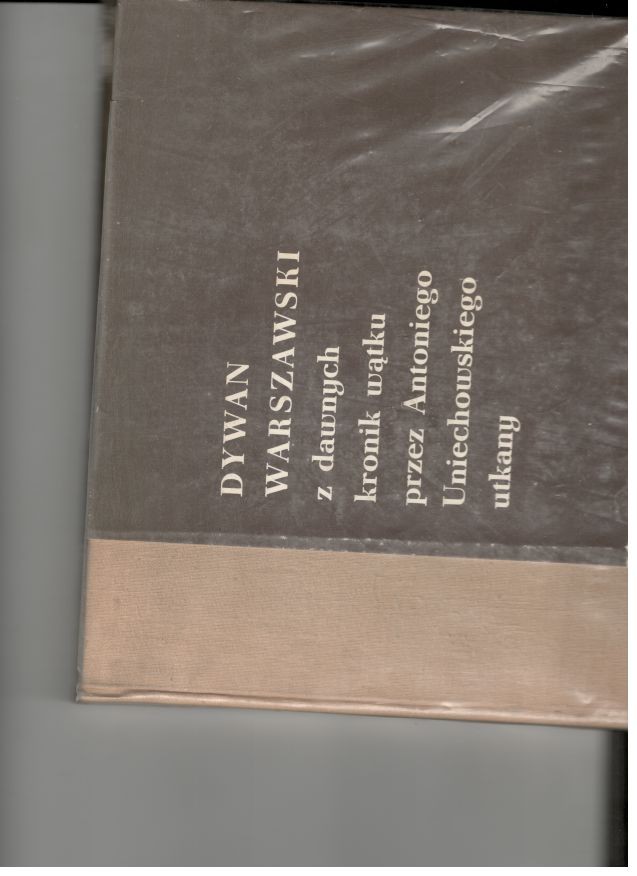 DYWAN
WARSZAWSKI
z dawnych
kronik wątku
przez Antoniego
Uniechowskiego
utkany